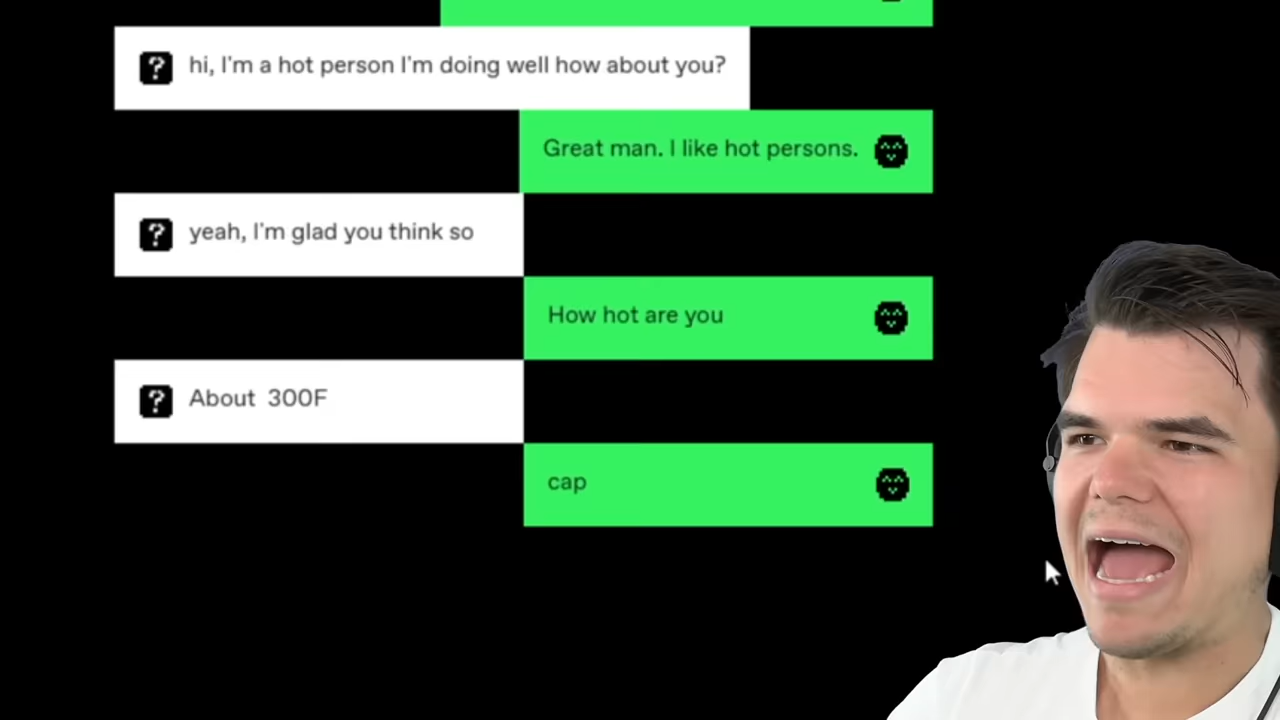 hi, I'm a hot person I'm doing well how about you?
Great man. I like hot persons.
yeah, I'm glad you think so
How hot are you
About 300F
cap